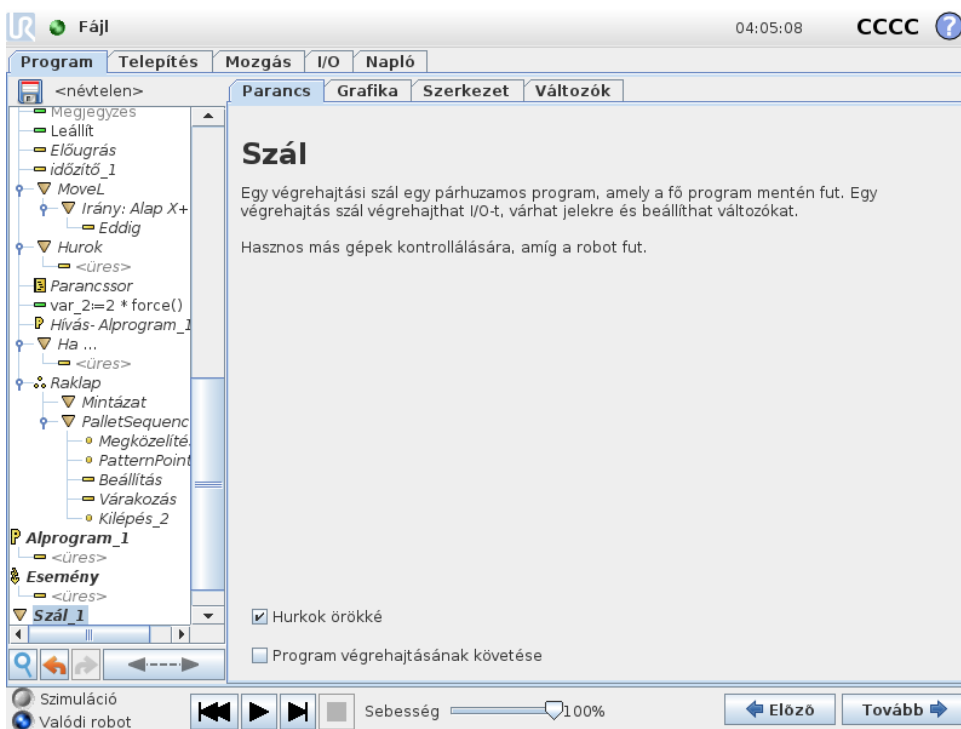 UR Fájl 04:05:08 CCCC ?
Program Telepítés Mozgás I/O Napló
<névtelen>
Parancs Grafika Szerkezet Változók
Megjegyzés
Leállít
Előugrás
időzítő_1
MoveL
Irány: Alap X+
Eddig
Hurok
<üres>
Parancssor
var_2:=2 * force()
Hívás- Alprogram_1
Ha ...
<üres>
Raklap
Mintázat
PalletSequenc
Megközelíté
PatternPoint
Beállítás
Várakozás
Kilépés_2
P Alprogram_1
<üres>
Esemény
<üres>
Szál_1
Szál
Egy végrehajtási szál egy párhuzamos program, amely a fő program mentén fut. Egy
végrehajtás szál végrehajthat I/O-t, várhat jelekre és beállíthat változókat.
Hasznos más gépek kontrollálására, amíg a robot fut.
Hurkok örökké
Program végrehajtásának követése
Szimuláció
Valódi robot
Sebesség 100%
Előző
Tovább